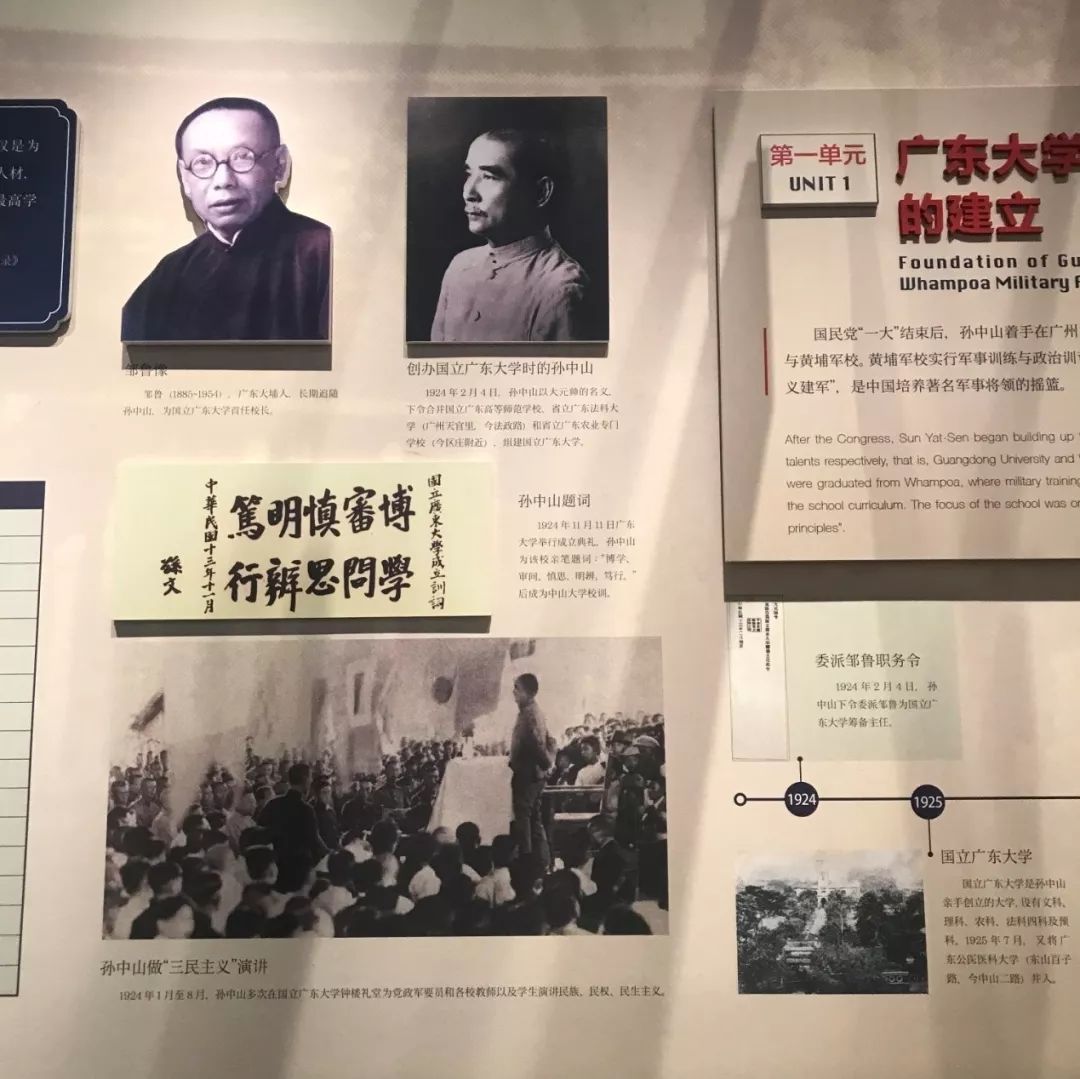 仅是为
人材,
最高学
录》
邹鲁像
邹鲁（1885-1954），广东大埔人。长期追随
孙中山，为国立广东大学首任校长。
创办国立广东大学时的孙中山
1924年2月4日，孙中山以大元帅的名义，
下令合并国立广东高等师范学校、省立广东法科大
学（广州天官里，今法政路）和省立广东农业专门
学校（今区庄附近），组建国立广东大学。
第一单元
UNIT 1
广东大学
的建立
Foundation of Gu
Whampoa Military
国民党“一大”结束后，孙中山着手在广州
与黄埔军校。黄埔军校实行军事训练与政治训
义建军”，是中国培养著名军事将领的摇篮。
After the Congress, Sun Yat-Sen began building up
talents respectively, that is, Guangdong University and
were graduated from Whampoa, where military training
the school curriculum. The focus of the school was on
principles".
國立廣東大學成立訓詞
博學
審問
慎思
明辨
篤行
中華民國十三年十一月
孫文
孙中山题词
1924年11月11日广东
大学举行成立典礼，孙中山
为该校亲笔题词：“博学、
审问、慎思、明辨、笃行。”
后成为中山大学校训。
委派邹鲁职务令
1924年2月4日，孙
中山下令委派邹鲁为国立广
东大学筹备主任。
1924
1925
国立广东大学
国立广东大学是孙中山
亲手创立的大学，设有文科、
理科、农科、法科四科及预
科。1925年7月，又将广
东公医医科大学（东山百子
路，今中山二路）并入。
孙中山做“三民主义”演讲
1924年1月至8月，孙中山多次在国立广东大学钟楼礼堂为党政军要员和各校教师以及学生演讲民族、民权、民生主义。